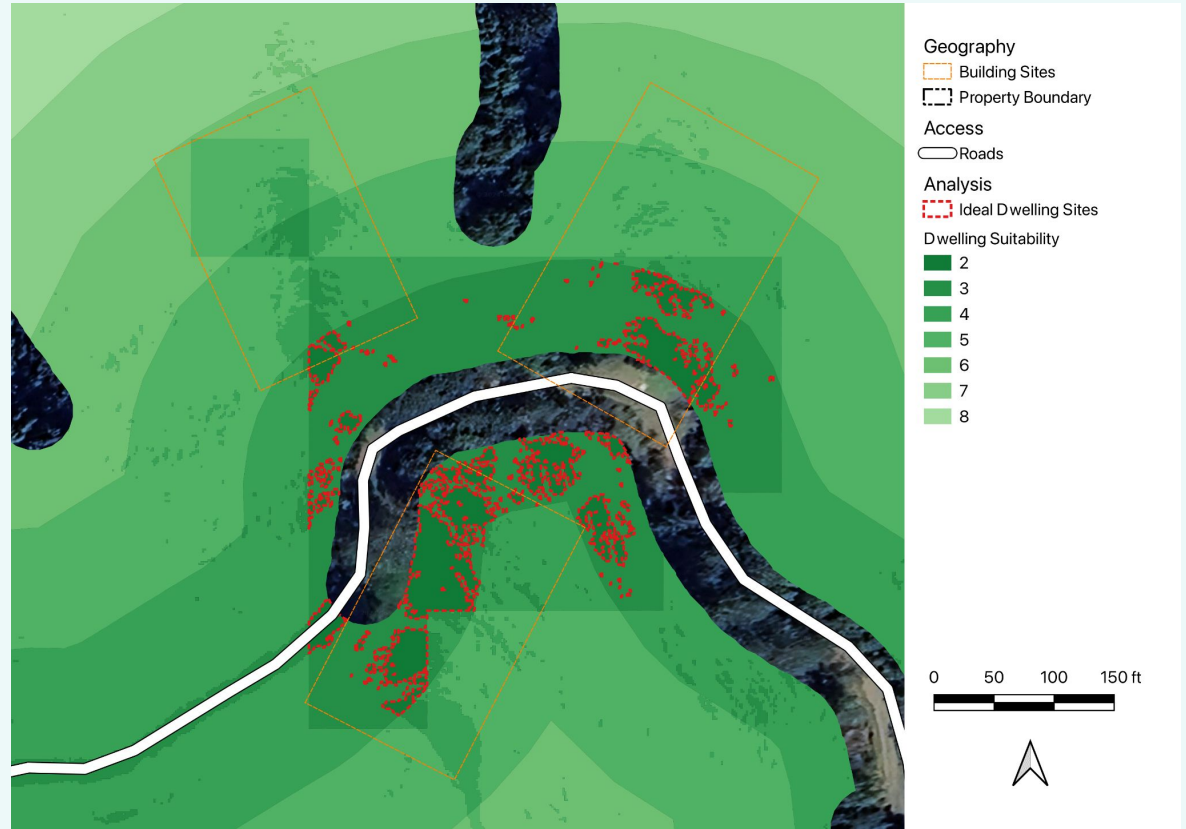 Geography
Building Sites
Property Boundary
Access
Roads
Analysis
Ideal Dwelling Sites
Dwelling Suitability
2
3
4
5
6
7
8
0 50 100 150 ft